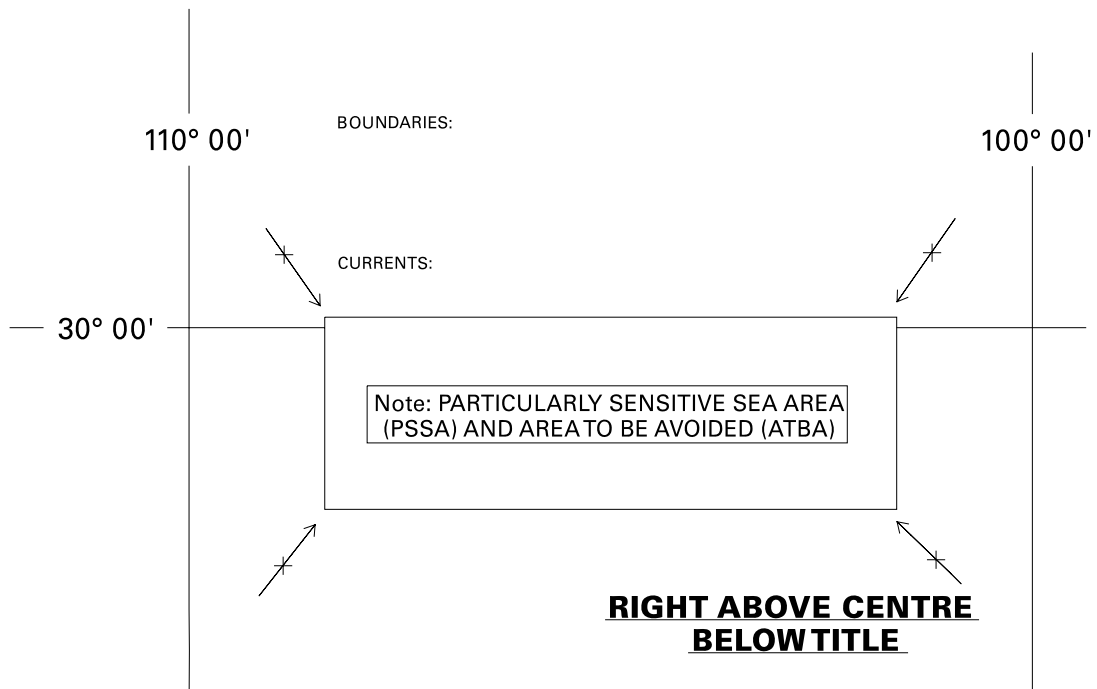 BOUNDARIES:
110° 00'
100° 00'
CURRENTS:
30° 00'
Note: PARTICULARLY SENSITIVE SEA AREA
(PSSA) AND AREA TO BE AVOIDED (ATBA)
RIGHT ABOVE CENTRE
BELOW TITLE